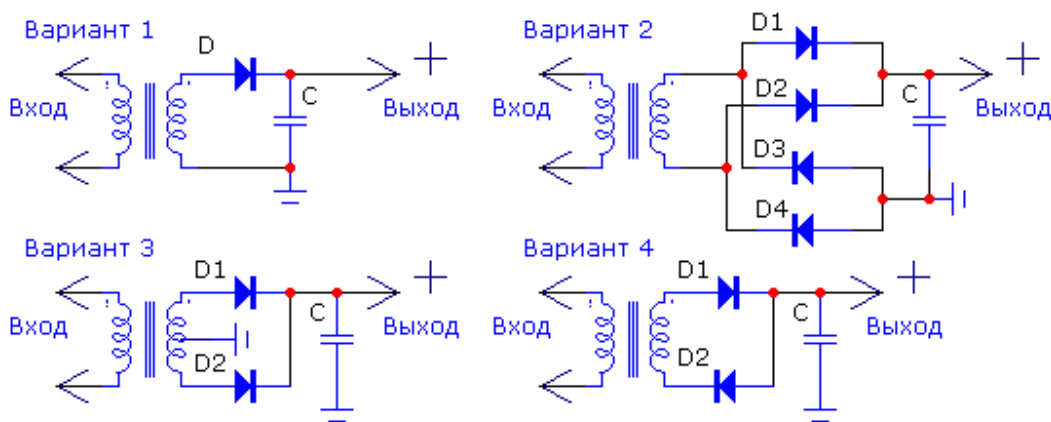 Вариант 1
D
+
C
Вход
Выход
Вариант 2
D1
+
D2
C
Вход
Выход
D3
D4
Вариант 3
D1
+
C
Вход
Выход
D2
Вариант 4
D1
+
C
Вход
Выход
D2